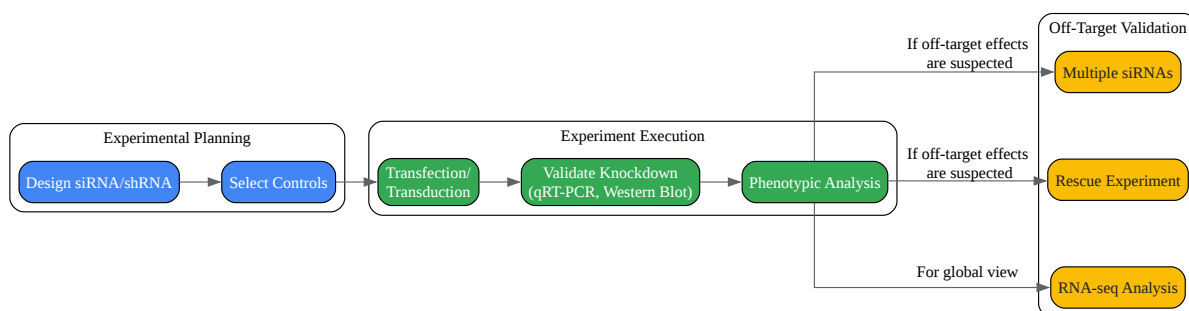 Experimental Planning
Design siRNA/shRNA
Select Controls
Experiment Execution
Transfection/
Transduction
Validate Knockdown
(qRT-PCR, Western Blot)
Phenotypic Analysis
If off-target effects
are suspected
If off-target effects
are suspected
For global view
Off-Target Validation
Multiple siRNAs
Rescue Experiment
RNA-seq Analysis